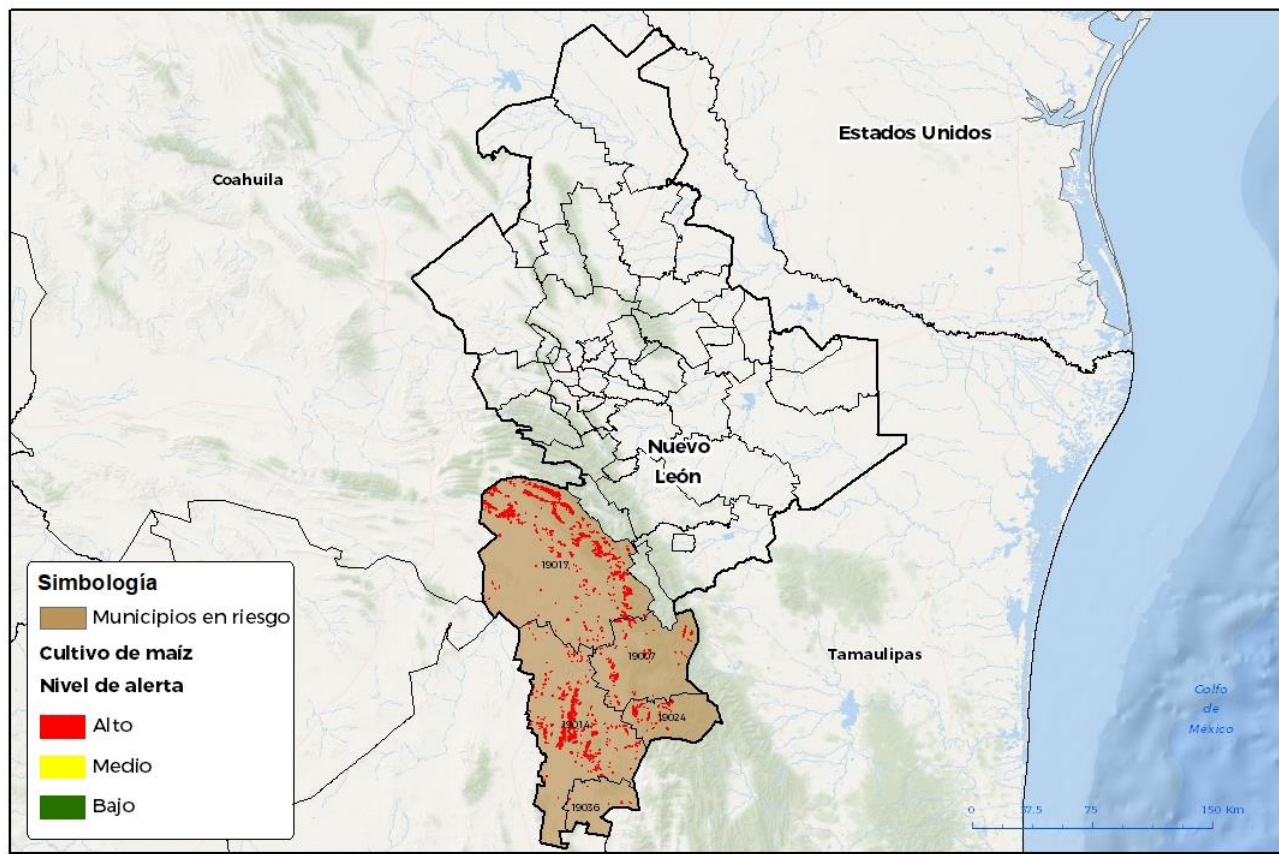 Estados Unidos
Coahuila
Nuevo
León
19017
19007
Tamaulipas
19014
19024
19036
Golfo
de
México
0 37.5 75 150 Km
Simbología
Municipios en riesgo
Cultivo de maíz
Nivel de alerta
Alto
Medio
Bajo